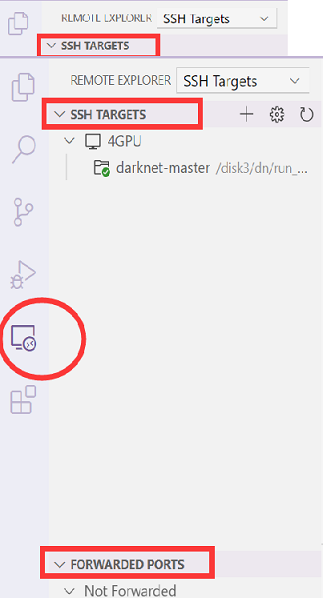 REMOTE EXPLORER SSH Targets
SSH TARGETS
REMOTE EXPLORER SSH Targets
SSH TARGETS
4GPU
darknet-master /disk3/dn/run_...
FORWARDED PORTS
Not Forwarded